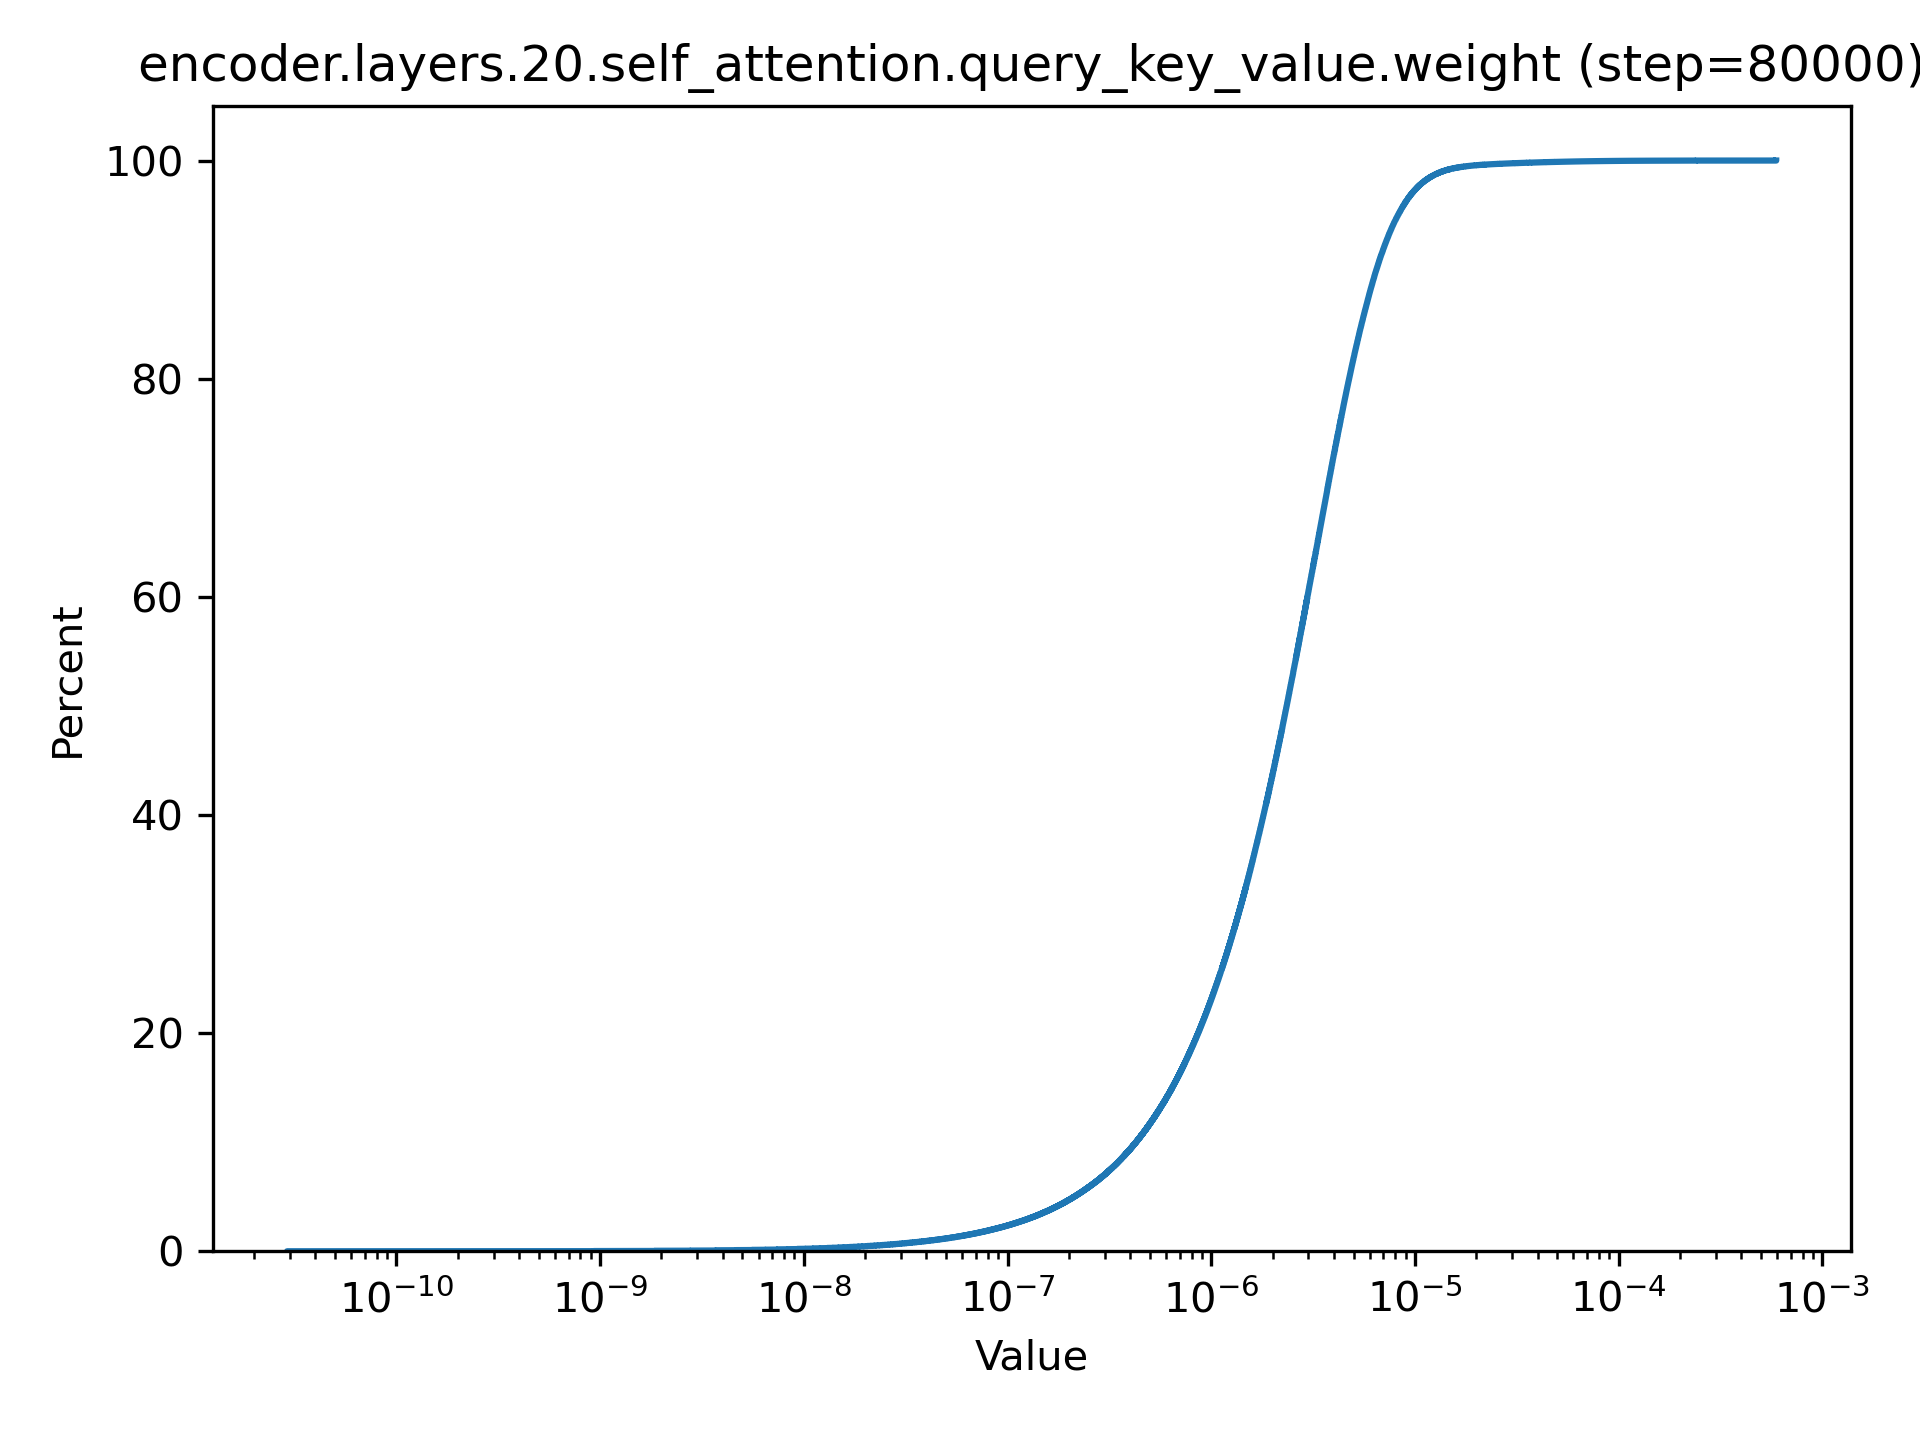 encoder.layers.20.self_attention.query_key_value.weight (step=80000)
100
80
60
40
20
0
Percent
10⁻¹⁰ 10⁻⁹ 10⁻⁸ 10⁻⁷ 10⁻⁶ 10⁻⁵ 10⁻⁴ 10⁻³
Value